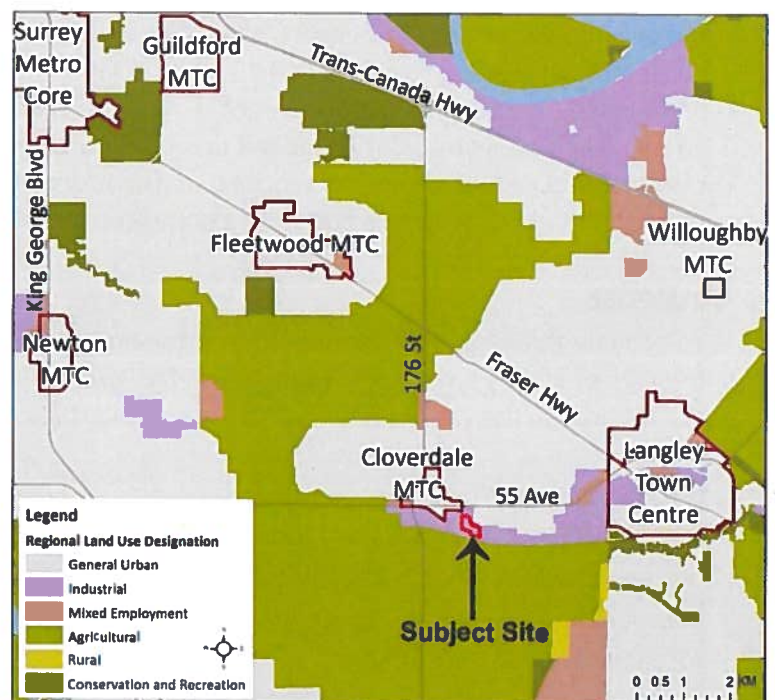 Surrey
Metro
Core
Guildford
MTC
Trans-Canada Hwy
King George Blvd
Fleetwood MTC
Willoughby
MTC
Newton
MTC
176 St
Fraser Hwy
Cloverdale
MTC
55 Ave
Langley
Town
Centre
Subject Site
Legend
Regional Land Use Designation
General Urban
Industrial
Mixed Employment
Agricultural
Rural
Conservation and Recreation
0 0.5 1 2 KM